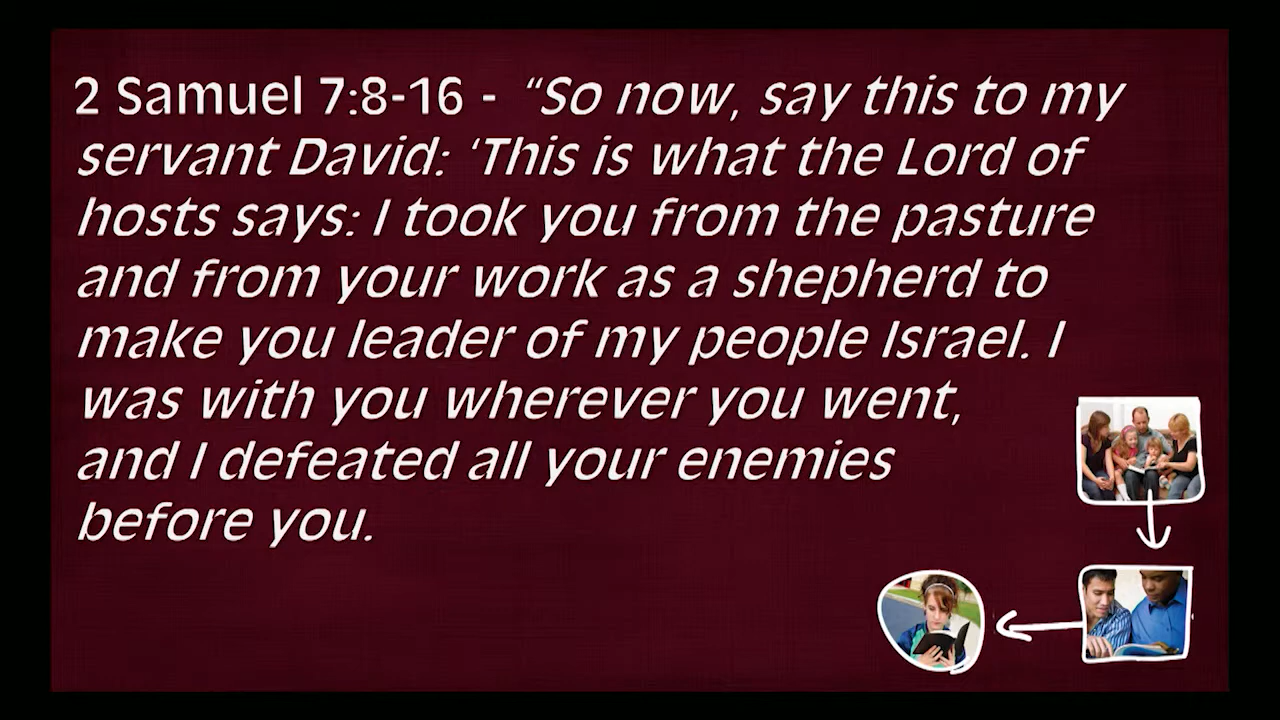 2 Samuel 7:8-16 - “So now, say this to my
servant David: ‘This is what the Lord of
hosts says: I took you from the pasture
and from your work as a shepherd to
make you leader of my people Israel. I
was with you wherever you went,
and I defeated all your enemies
before you.